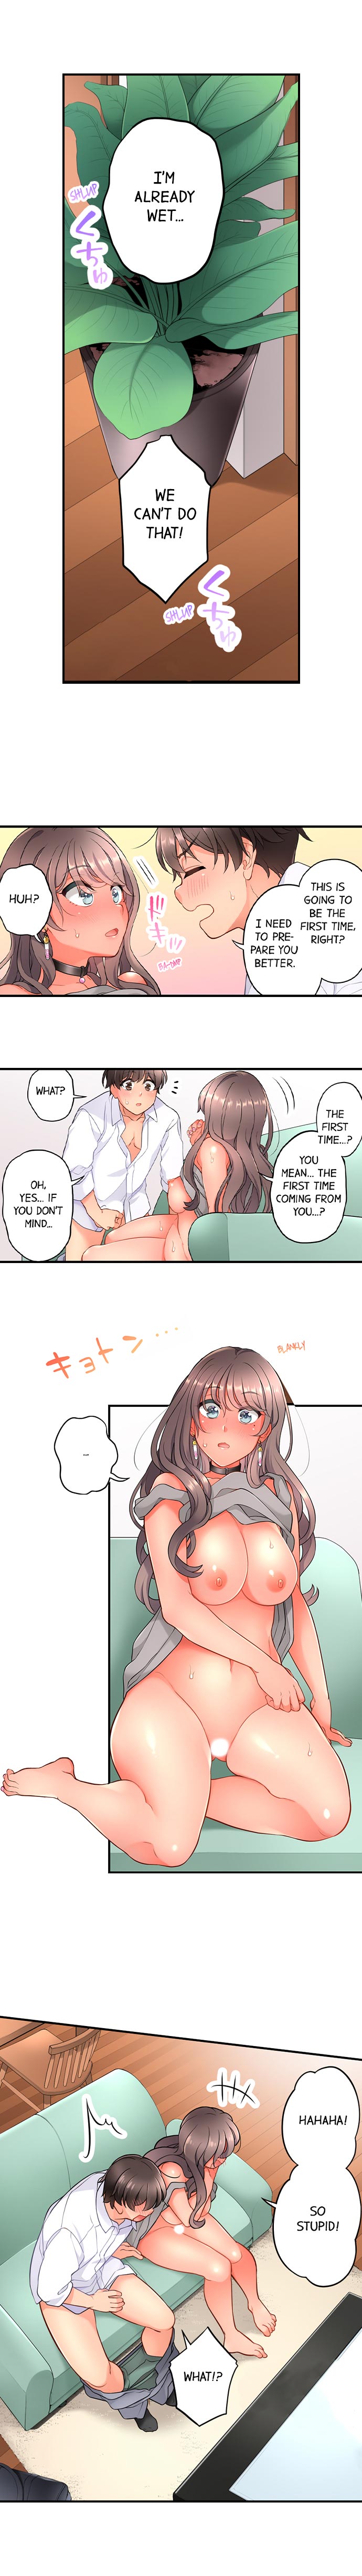 I'M
ALREADY
WET...
SHLUP
くちゅ
WE
CAN'T DO
THAT!
SHLUP
くちゅ
THIS IS
GOING TO
BE THE
FIRST TIME,
RIGHT?
I NEED
TO PRE-
PARE YOU
BETTER.
HUH?
ドキッ
BA-DMP
THE
FIRST
TIME...?
YOU
MEAN... THE
FIRST TIME
COMING FROM
YOU...?
WHAT?
OH,
YES... IF
YOU DON'T
MIND...
キョトン...
BLANKLY
...
HAHAHA!
SO
STUPID!
WHAT!?